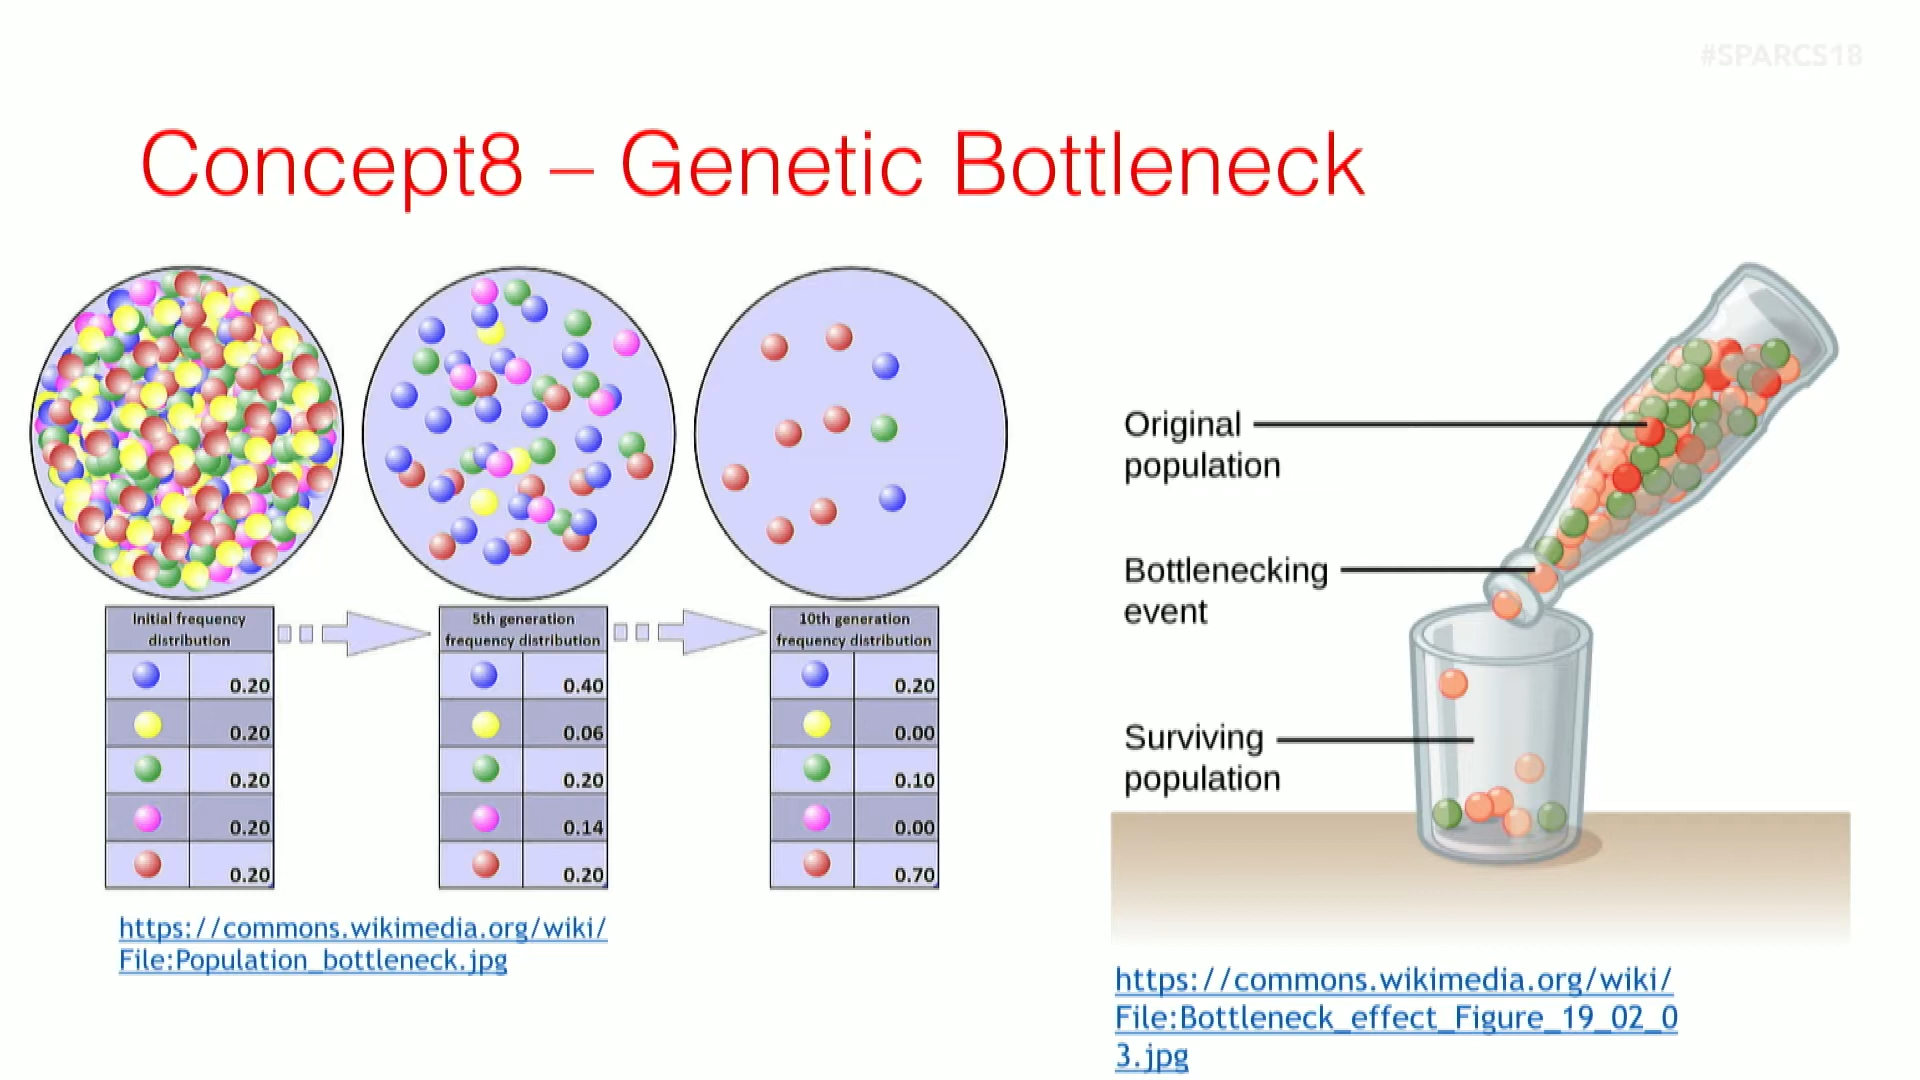 #SPARCS18
Concept8 – Genetic Bottleneck
Initial frequency
distribution
0.20
0.20
0.20
0.20
0.20
5th generation
frequency distribution
0.40
0.06
0.20
0.14
0.20
10th generation
frequency distribution
0.20
0.00
0.10
0.00
0.70
https://commons.wikimedia.org/wiki/
File:Population_bottleneck.jpg
Original
population
Bottlenecking
event
Surviving
population
https://commons.wikimedia.org/wiki/
File:Bottleneck_effect_Figure_19_02_0
3.jpg